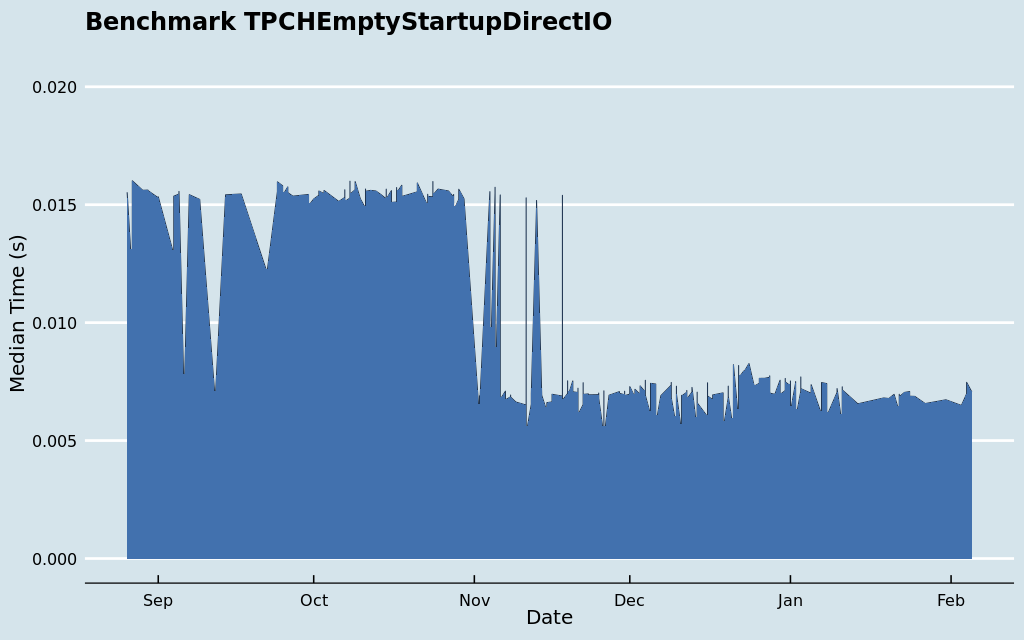 Benchmark TPCHEmptyStartupDirectIO
0.020
0.015
0.010
0.005
0.000
Median Time (s)
Sep Oct Nov Dec Jan Feb
Date